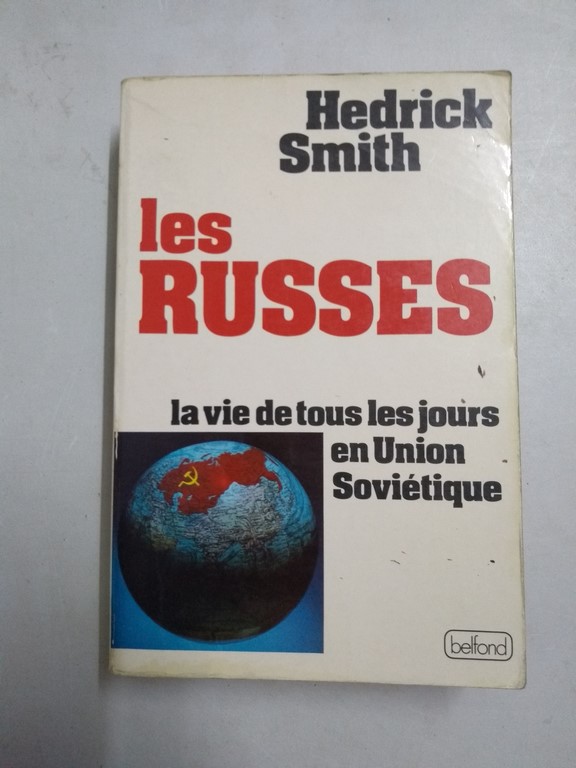 Hedrick
Smith
les
RUSSES
la vie de tous les jours
en Union
Soviétique
belfond